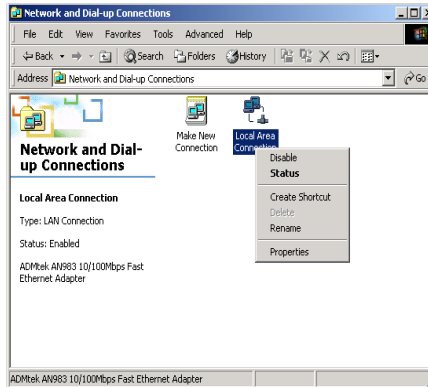 Network and Dial-up Connections
File Edit View Favorites Tools Advanced Help
Back Search Folders History
Address Network and Dial-up Connections Go
Network and Dial-up Connections
Local Area Connection
Type: LAN Connection
Status: Enabled
ADMtek AN983 10/100Mbps Fast
Ethernet Adapter
Make New
Connection
Local Area
Connection
Disable
Status
Create Shortcut
Delete
Rename
Properties
ADMtek AN983 10/100Mbps Fast Ethernet Adapter